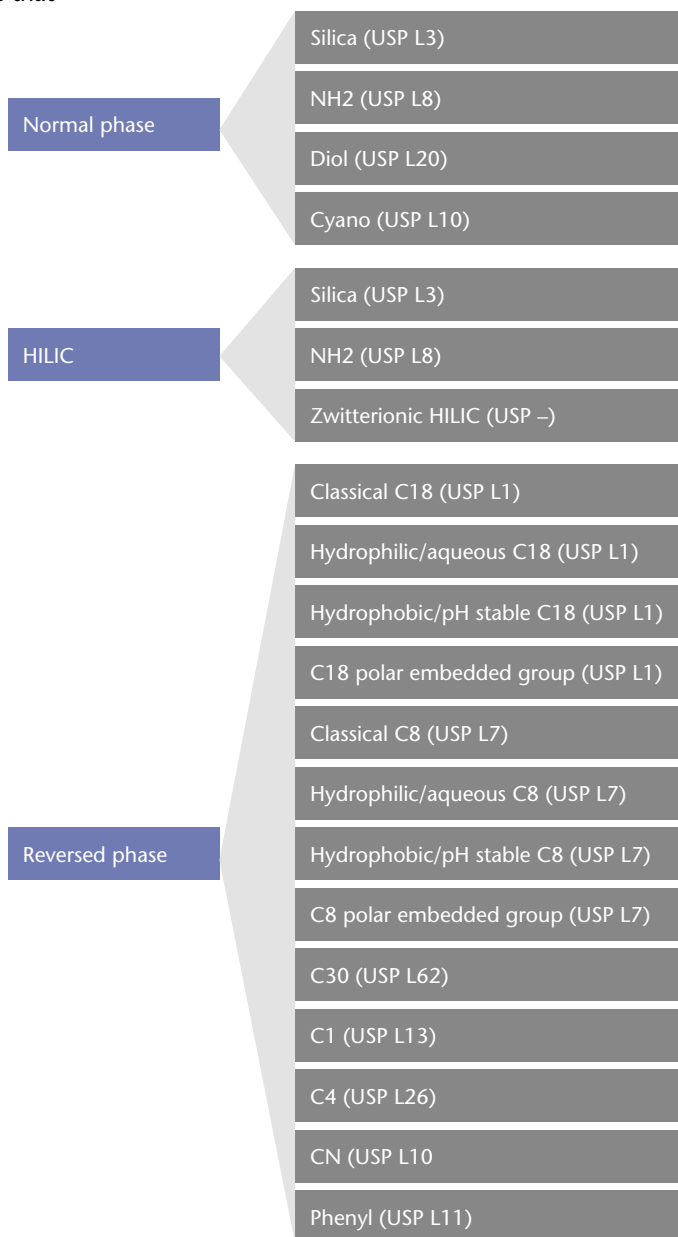 Normal phase
Silica (USP L3)
NH2 (USP L8)
Diol (USP L20)
Cyano (USP L10)
HILIC
Silica (USP L3)
NH2 (USP L8)
Zwitterionic HILIC (USP –)
Reversed phase
Classical C18 (USP L1)
Hydrophilic/aqueous C18 (USP L1)
Hydrophobic/pH stable C18 (USP L1)
C18 polar embedded group (USP L1)
Classical C8 (USP L7)
Hydrophilic/aqueous C8 (USP L7)
Hydrophobic/pH stable C8 (USP L7)
C8 polar embedded group (USP L7)
C30 (USP L62)
C1 (USP L13)
C4 (USP L26)
CN (USP L10
Phenyl (USP L11)